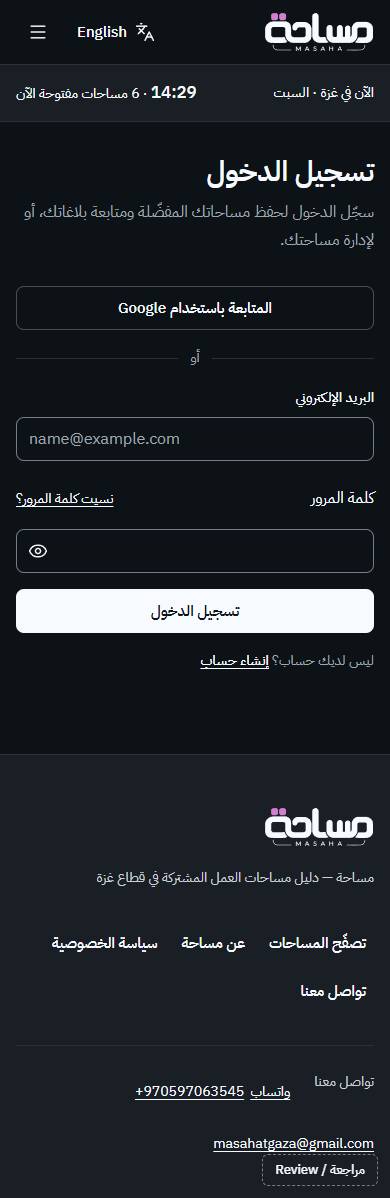 مساحة
MASAHA
English
الآن في غزة · السبت
14:29 · 6 مساحات مفتوحة الآن
تسجيل الدخول
سجّل الدخول لحفظ مساحاتك المفضّلة ومتابعة بلاغاتك، أو
لإدارة مساحتك.
المتابعة باستخدام Google
أو
البريد الإلكتروني
name@example.com
كلمة المرور
نسيت كلمة المرور؟
تسجيل الدخول
ليس لديك حساب؟ إنشاء حساب
مساحة
MASAHA
مساحة — دليل مساحات العمل المشتركة في قطاع غزة
تصفّح المساحات
عن مساحة
سياسة الخصوصية
تواصل معنا
تواصل معنا
واتساب +970597063545
masahatgaza@gmail.com
مراجعة / Review